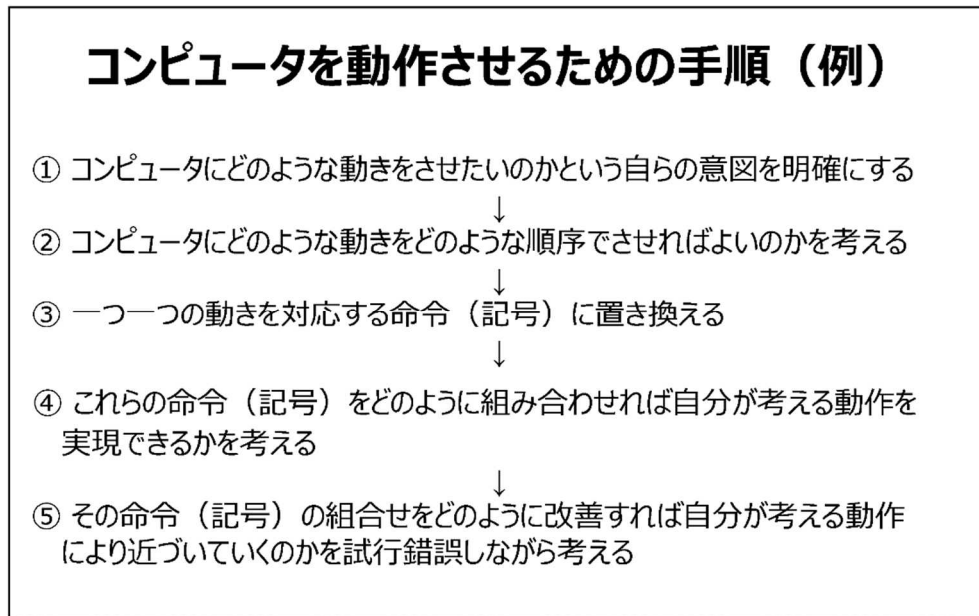 コンピュータを動作させるための手順（例）
① コンピュータにどのような動きをさせたいのかという自らの意図を明確にする
↓
② コンピュータにどのような動きをどのような順序でさせればよいのかを考える
↓
③ 一つ一つの動きを対応する命令（記号）に置き換える
↓
④ これらの命令（記号）をどのように組み合わせれば自分が考える動作を
実現できるかを考える
↓
⑤ その命令（記号）の組合せをどのように改善すれば自分が考える動作
により近づいていくのかを試行錯誤しながら考える